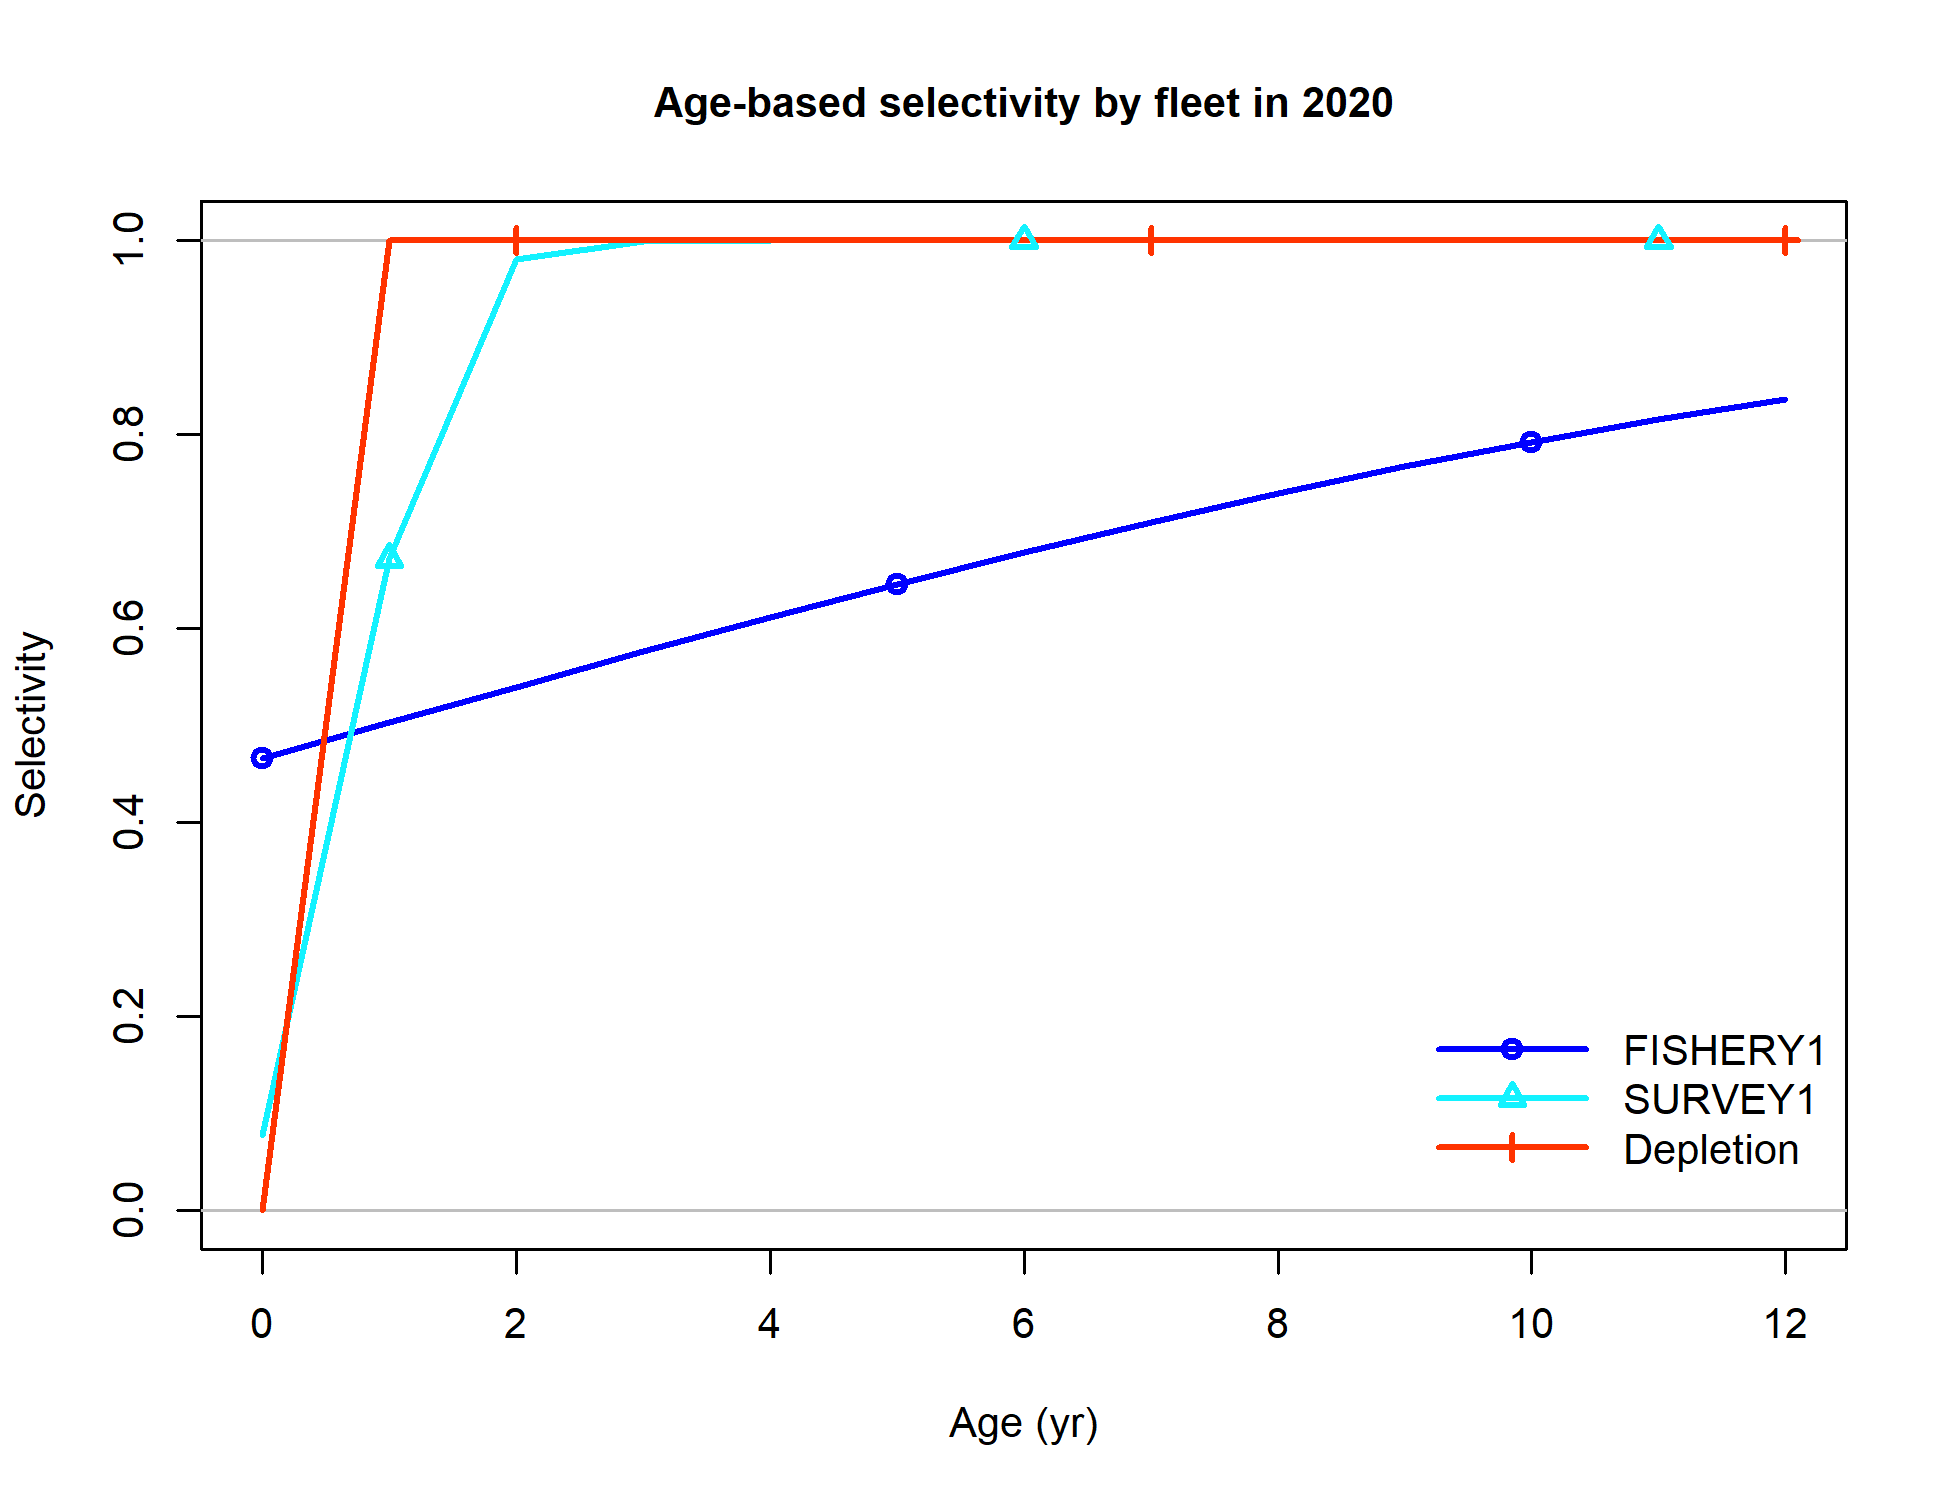 Age-based selectivity by fleet in 2020
Selectivity
1.0
0.8
0.6
0.4
0.2
0.0
FISHERY1
SURVEY1
Depletion
0 2 4 6 8 10 12
Age (yr)